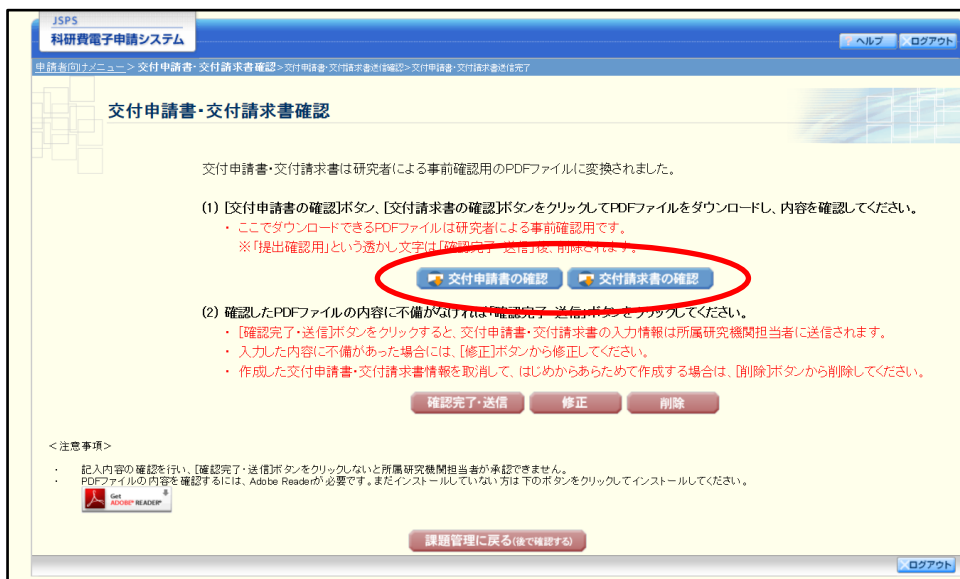 JSPS
科研費電子申請システム
ヘルプ
ログアウト
申請者向けメニュー>交付申請書・交付請求書確認>交付申請書・交付請求書送信確認>交付申請書・交付請求書送信完了
交付申請書・交付請求書確認
交付申請書・交付請求書は研究者による事前確認用のPDFファイルに変換されました。
(1) [交付申請書の確認]ボタン、[交付請求書の確認]ボタンをクリックしてPDFファイルをダウンロードし、内容を確認してください。
・ ここでダウンロードできるPDFファイルは研究者による事前確認用です。
※「提出確認用」という透かし文字は「確認完了・送信」後、削除されます。
交付申請書の確認
交付請求書の確認
(2) 確認したPDFファイルの内容に不備がなければ「確認完了・送信」ボタンをクリックしてください。
・ [確認完了・送信]ボタンをクリックすると、交付申請書・交付請求書の入力情報は所属研究機関担当者に送信されます。
・ 入力した内容に不備があった場合には、[修正]ボタンから修正してください。
・ 作成した交付申請書・交付請求書情報を取消して、はじめからあらためて作成する場合は、[削除]ボタンから削除してください。
確認完了・送信
修正
削除
<注意事項>
・ 記入内容の確認を行い、[確認完了・送信]ボタンをクリックしないと所属研究機関担当者が承認できません。
・ PDFファイルの内容を確認するには、Adobe Readerが必要です。まだインストールしていない方は下のボタンをクリックしてインストールしてください。
Get
ADOBE® READER®
課題管理に戻る(後で確認する)
ログアウト